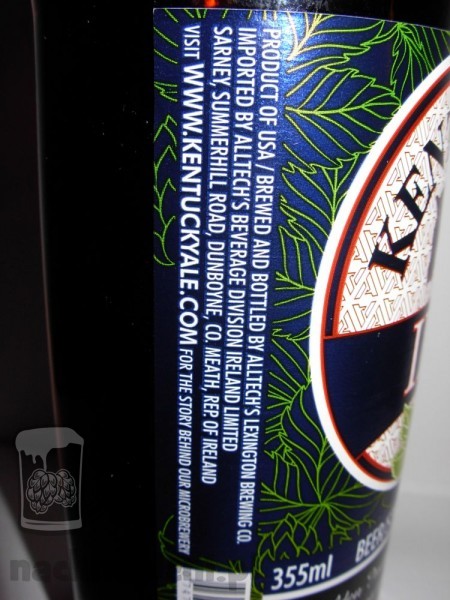 PRODUCT OF USA / BREWED AND BOTTLED BY ALLTECH'S LEXINGTON BREWING CO.
IMPORTED BY ALLTECH'S BEVERAGE DIVISION IRELAND LIMITED
SARNEY, SUMMERHILL ROAD, DUNBOYNE, CO. MEATH, REP. OF IRELAND
VISIT WWW.KENTUCKYALE.COM FOR THE STORY BEHIND OUR MICROBREWERY
KEN
355ml
BEER